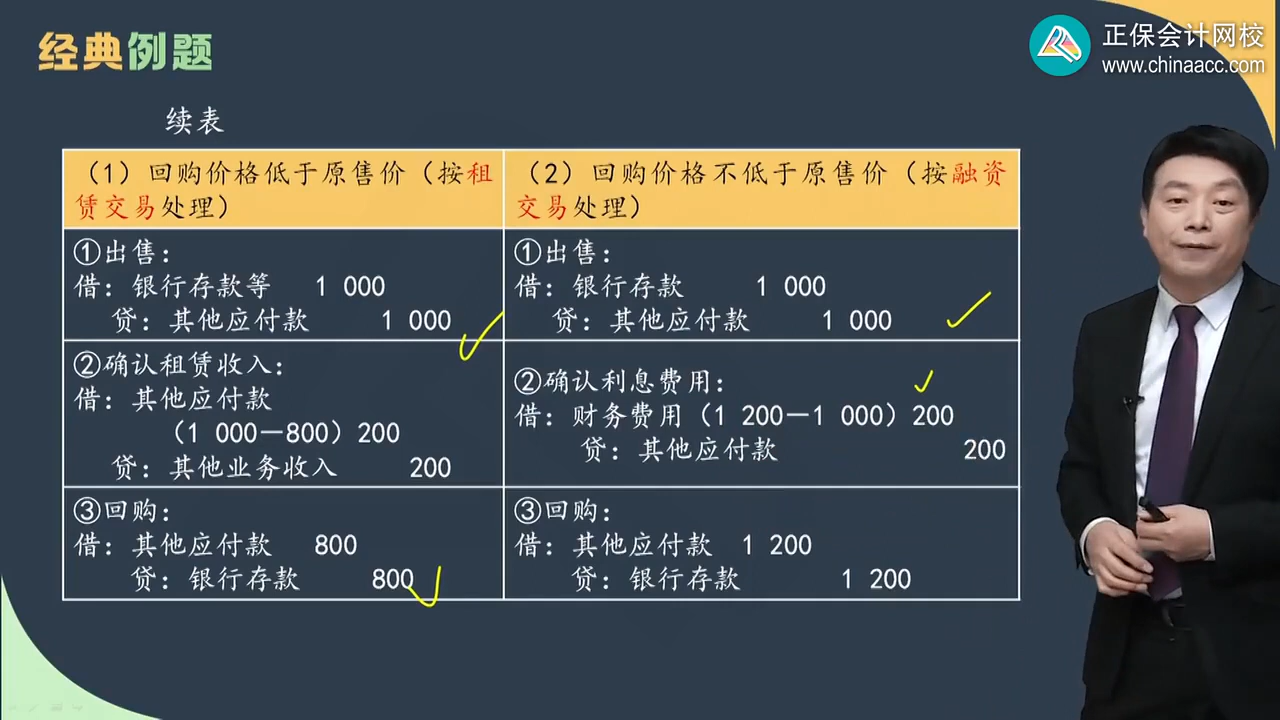 经典例题
正保会计网校
www.chinaacc.com
续表
（1）回购价格低于原售价（按租
赁交易处理）
（2）回购价格不低于原售价（按融资
交易处理）
①出售：
借：银行存款等 1 000
贷：其他应付款 1 000
①出售：
借：银行存款 1 000
贷：其他应付款 1 000
②确认租赁收入：
借：其他应付款
（1 000－800）200
贷：其他业务收入 200
②确认利息费用：
借：财务费用（1 200－1 000）200
贷：其他应付款 200
③回购：
借：其他应付款 800
贷：银行存款 800
③回购：
借：其他应付款 1 200
贷：银行存款 1 200